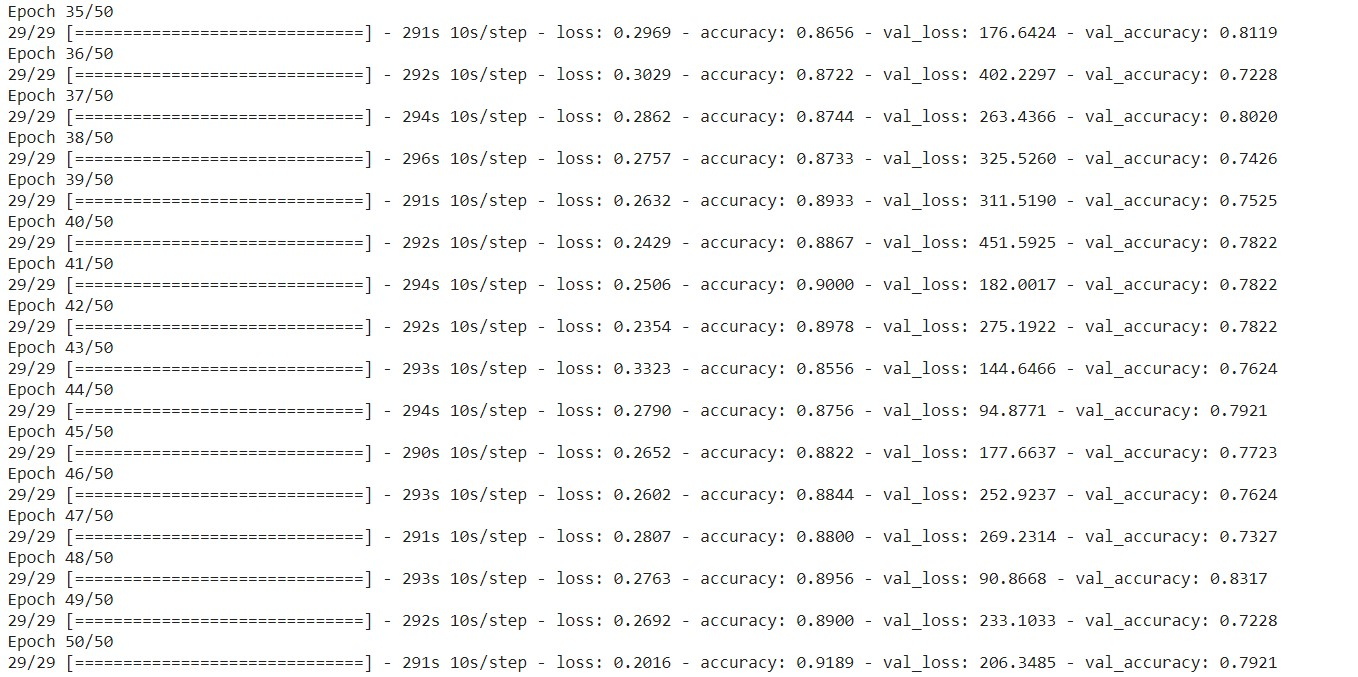 Epoch 35/50
29/29 [==============================] - 291s 10s/step - loss: 0.2969 - accuracy: 0.8656 - val_loss: 176.6424 - val_accuracy: 0.8119
Epoch 36/50
29/29 [==============================] - 292s 10s/step - loss: 0.3029 - accuracy: 0.8722 - val_loss: 402.2297 - val_accuracy: 0.7228
Epoch 37/50
29/29 [==============================] - 294s 10s/step - loss: 0.2862 - accuracy: 0.8744 - val_loss: 263.4366 - val_accuracy: 0.8020
Epoch 38/50
29/29 [==============================] - 296s 10s/step - loss: 0.2757 - accuracy: 0.8733 - val_loss: 325.5260 - val_accuracy: 0.7426
Epoch 39/50
29/29 [==============================] - 291s 10s/step - loss: 0.2632 - accuracy: 0.8933 - val_loss: 311.5190 - val_accuracy: 0.7525
Epoch 40/50
29/29 [==============================] - 292s 10s/step - loss: 0.2429 - accuracy: 0.8867 - val_loss: 451.5925 - val_accuracy: 0.7822
Epoch 41/50
29/29 [==============================] - 294s 10s/step - loss: 0.2506 - accuracy: 0.9000 - val_loss: 182.0017 - val_accuracy: 0.7822
Epoch 42/50
29/29 [==============================] - 292s 10s/step - loss: 0.2354 - accuracy: 0.8978 - val_loss: 275.1922 - val_accuracy: 0.7822
Epoch 43/50
29/29 [==============================] - 293s 10s/step - loss: 0.3323 - accuracy: 0.8556 - val_loss: 144.6466 - val_accuracy: 0.7624
Epoch 44/50
29/29 [==============================] - 294s 10s/step - loss: 0.2790 - accuracy: 0.8756 - val_loss: 94.8771 - val_accuracy: 0.7921
Epoch 45/50
29/29 [==============================] - 290s 10s/step - loss: 0.2652 - accuracy: 0.8822 - val_loss: 177.6637 - val_accuracy: 0.7723
Epoch 46/50
29/29 [==============================] - 293s 10s/step - loss: 0.2602 - accuracy: 0.8844 - val_loss: 252.9237 - val_accuracy: 0.7624
Epoch 47/50
29/29 [==============================] - 291s 10s/step - loss: 0.2807 - accuracy: 0.8800 - val_loss: 269.2314 - val_accuracy: 0.7327
Epoch 48/50
29/29 [==============================] - 293s 10s/step - loss: 0.2763 - accuracy: 0.8956 - val_loss: 90.8668 - val_accuracy: 0.8317
Epoch 49/50
29/29 [==============================] - 292s 10s/step - loss: 0.2692 - accuracy: 0.8900 - val_loss: 233.1033 - val_accuracy: 0.7228
Epoch 50/50
29/29 [==============================] - 291s 10s/step - loss: 0.2016 - accuracy: 0.9189 - val_loss: 206.3485 - val_accuracy: 0.7921